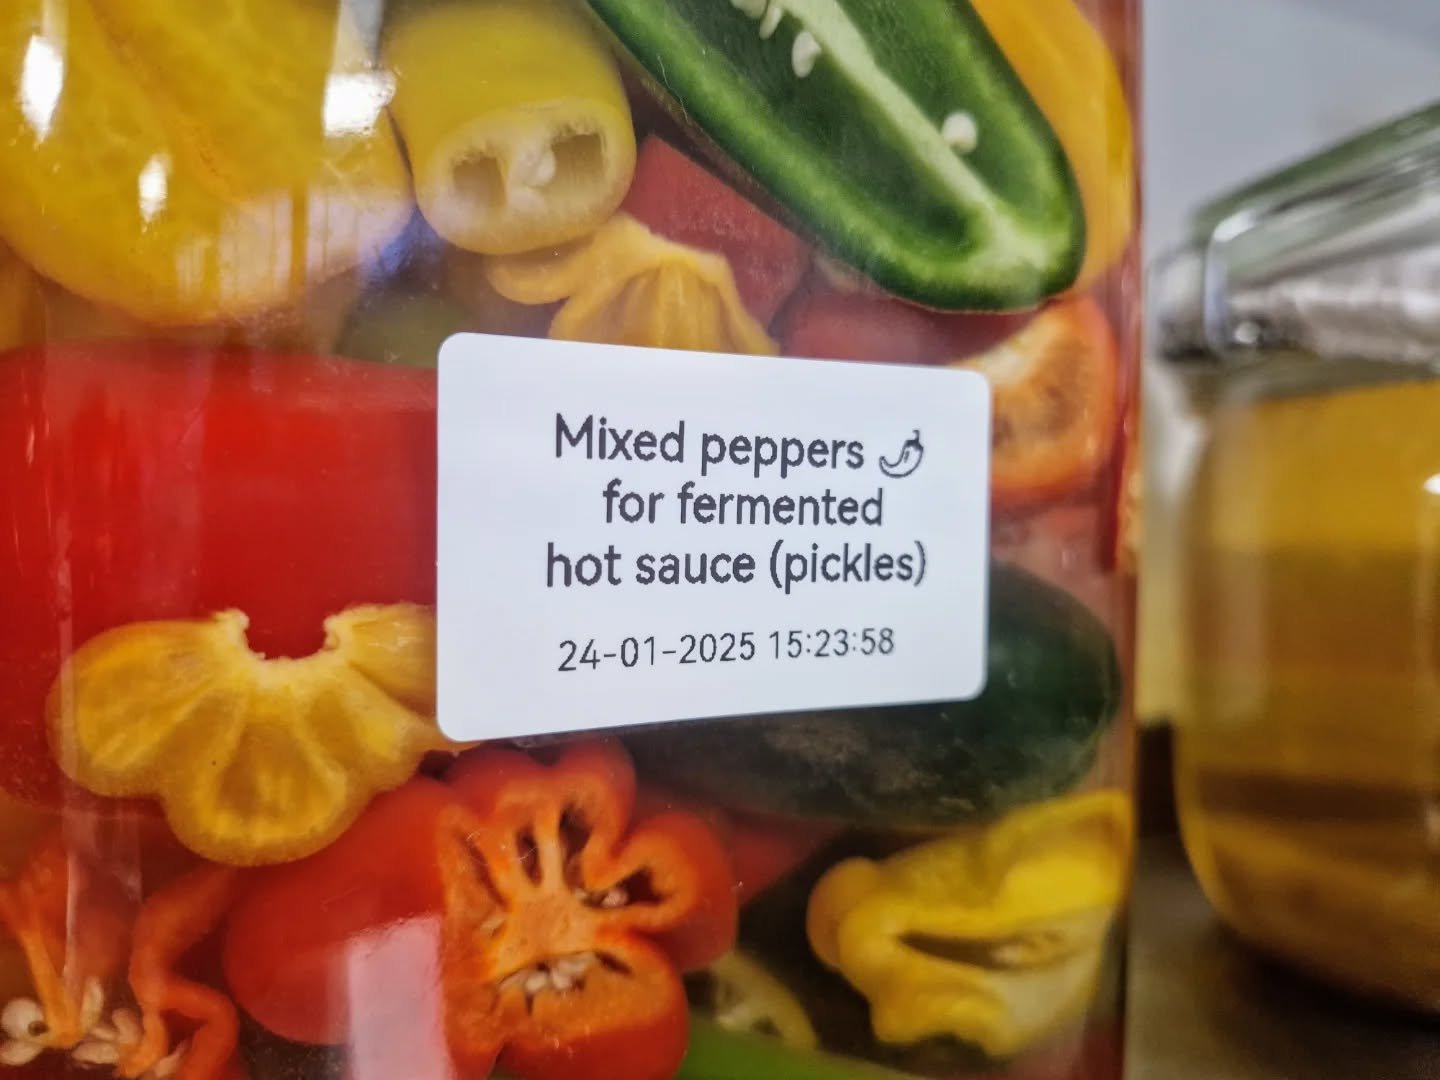 Mixed peppers 🌶
for fermented
hot sauce (pickles)
24-01-2025 15:23:58